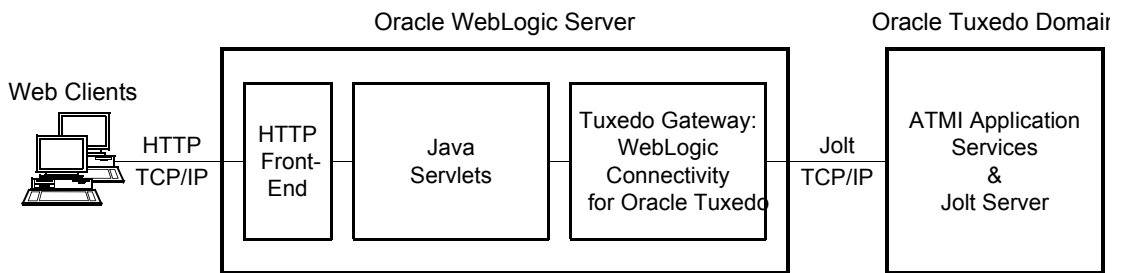 Oracle WebLogic Server
Oracle Tuxedo Domain
Web Clients
HTTP
TCP/IP
HTTP
Front-
End
Java
Servlets
Tuxedo Gateway:
WebLogic
Connectivity
for Oracle Tuxedo
Jolt
TCP/IP
ATMI Application
Services
&
Jolt Server